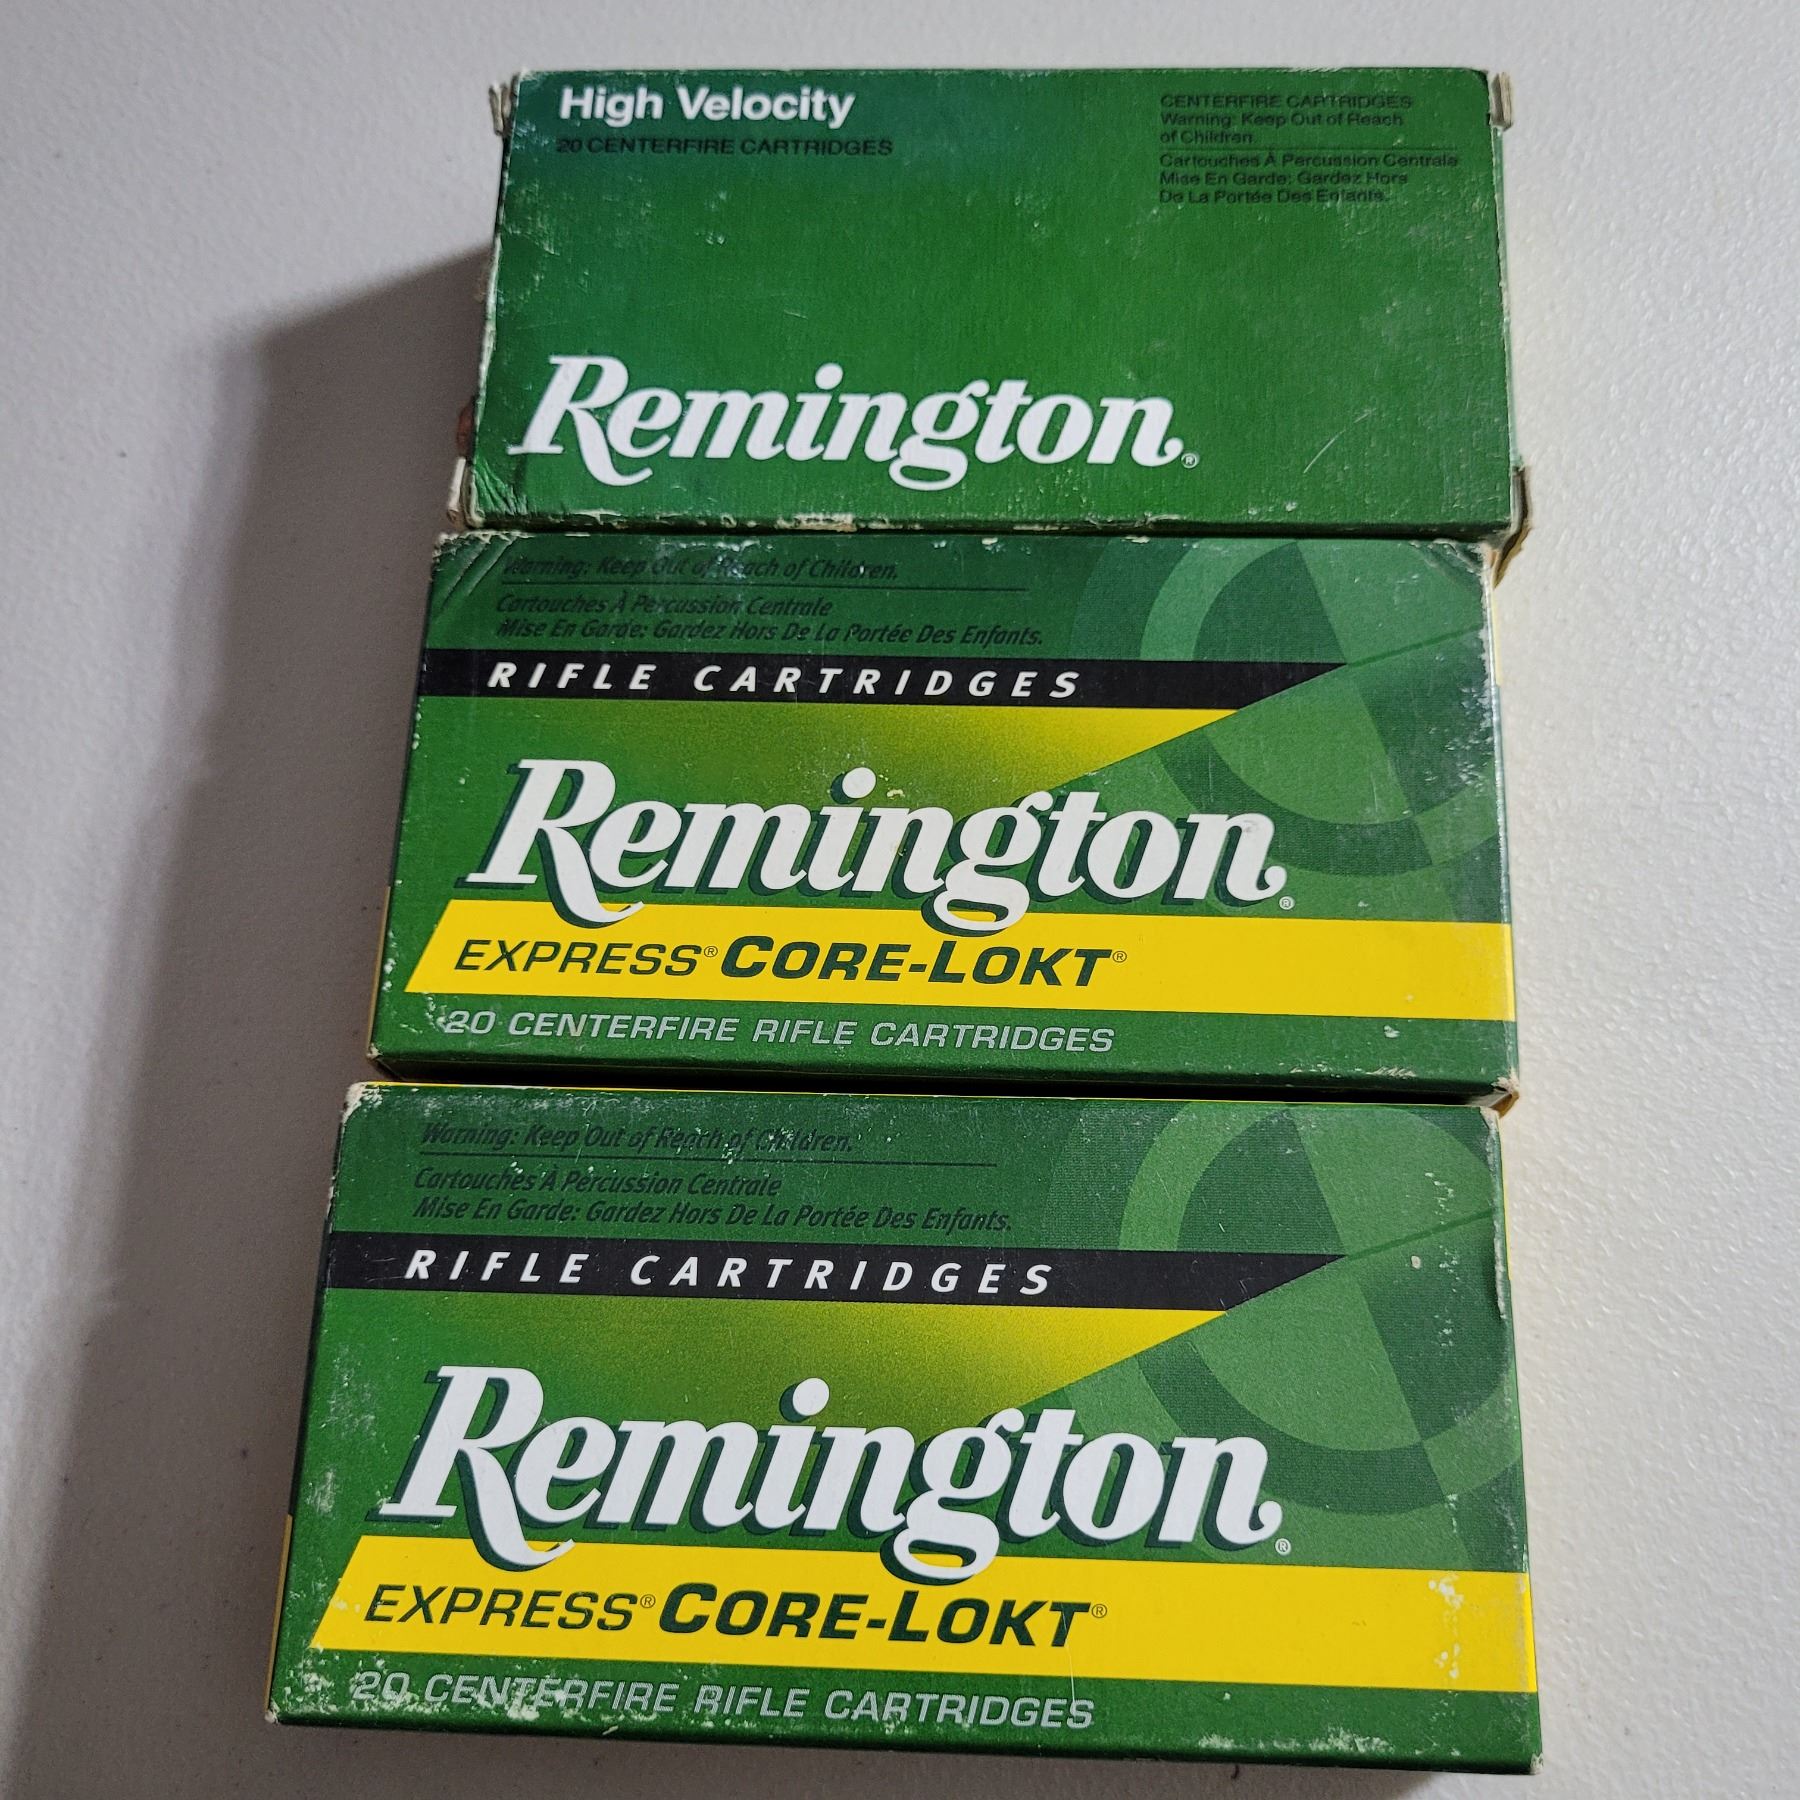 High Velocity
20 CENTERFIRE CARTRIDGES
CENTERFIRE CARTRIDGES
Warning: Keep Out of Reach
of Children.
Cartouches À Percussion Centrale
Mise En Garde: Gardez Hors
De La Portée Des Enfants.
Remington®
Warning: Keep Out of Reach of Children.
Cartouches À Percussion Centrale
Mise En Garde: Gardez Hors De La Portée Des Enfants.
RIFLE CARTRIDGES
Remington®
EXPRESS® CORE-LOKT®
20 CENTERFIRE RIFLE CARTRIDGES
Warning: Keep Out of Reach of Children.
Cartouches À Percussion Centrale
Mise En Garde: Gardez Hors De La Portée Des Enfants.
RIFLE CARTRIDGES
Remington®
EXPRESS® CORE-LOKT®
20 CENTERFIRE RIFLE CARTRIDGES